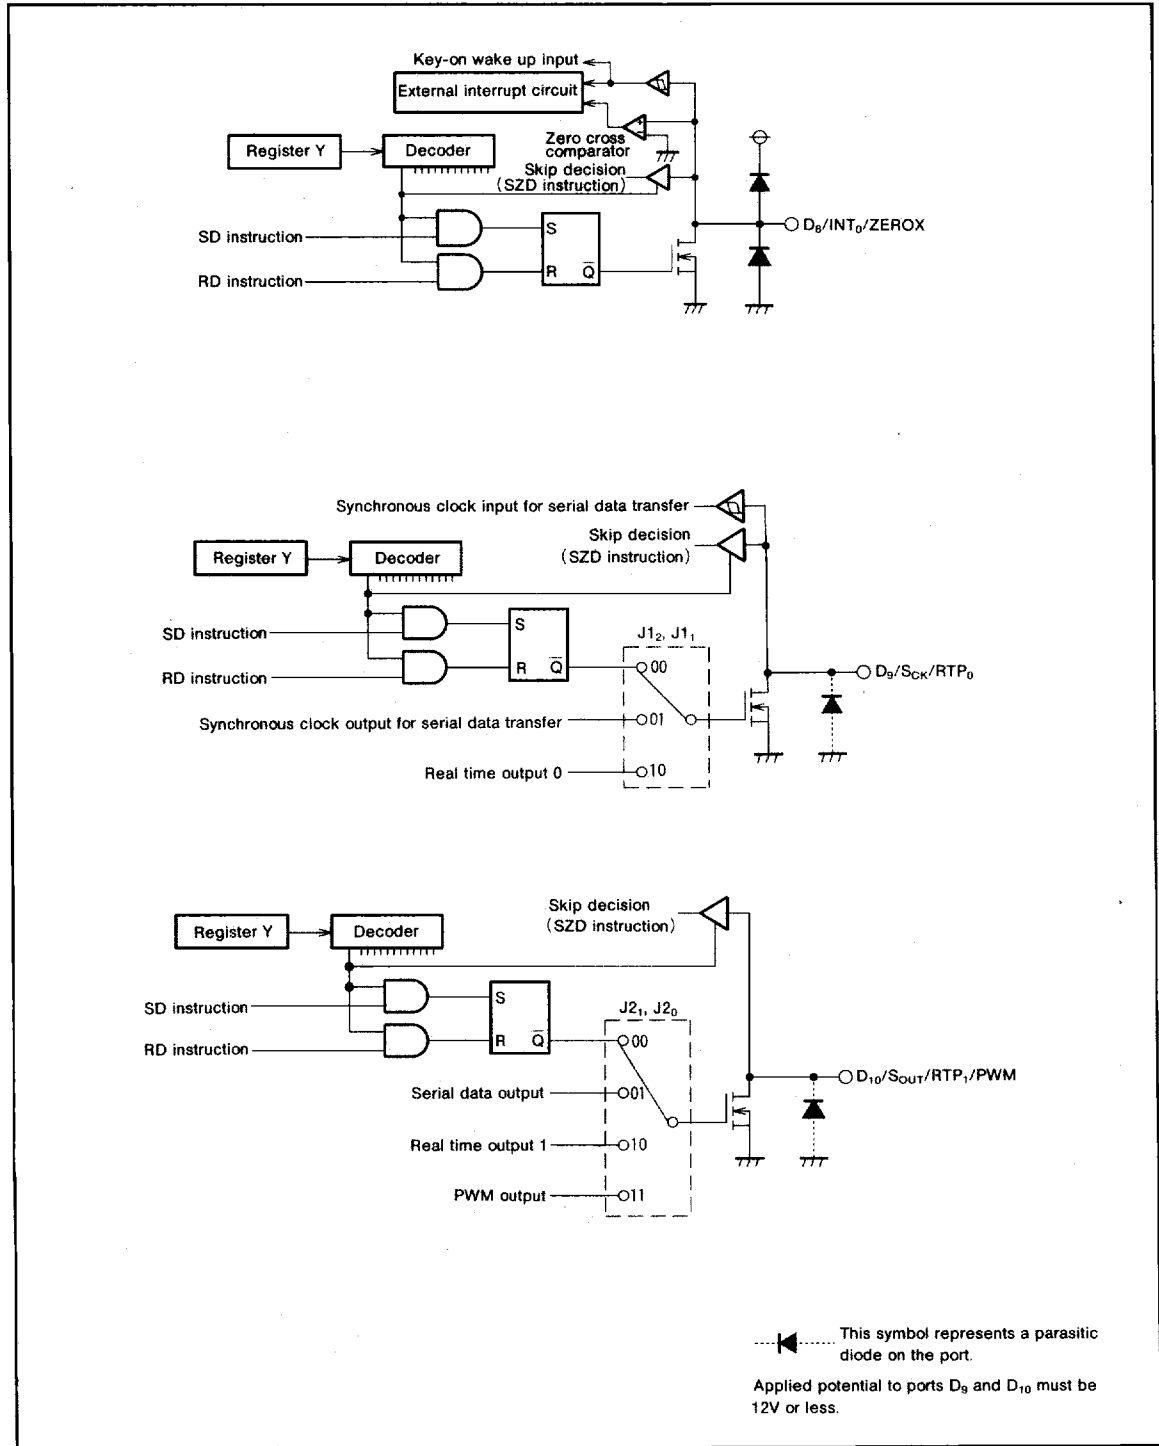 Key-on wake up input
External interrupt circuit
Zero cross
comparator
Register Y
Decoder
Skip decision
(SZD instruction)
SD instruction
RD instruction
S
R
Q̅
D₈/INT₀/ZEROX
Synchronous clock input for serial data transfer
Skip decision
(SZD instruction)
Register Y
Decoder
SD instruction
RD instruction
S
R
Q̅
J1₂, J1₁
00
01
10
Synchronous clock output for serial data transfer
Real time output 0
D₉/S_CK/RTP₀
Skip decision
(SZD instruction)
Register Y
Decoder
SD instruction
RD instruction
S
R
Q̅
J2₁, J2₀
00
Serial data output
01
Real time output 1
10
PWM output
11
D₁₀/S_OUT/RTP₁/PWM
This symbol represents a parasitic
diode on the port.
Applied potential to ports D₉ and D₁₀ must be
12V or less.